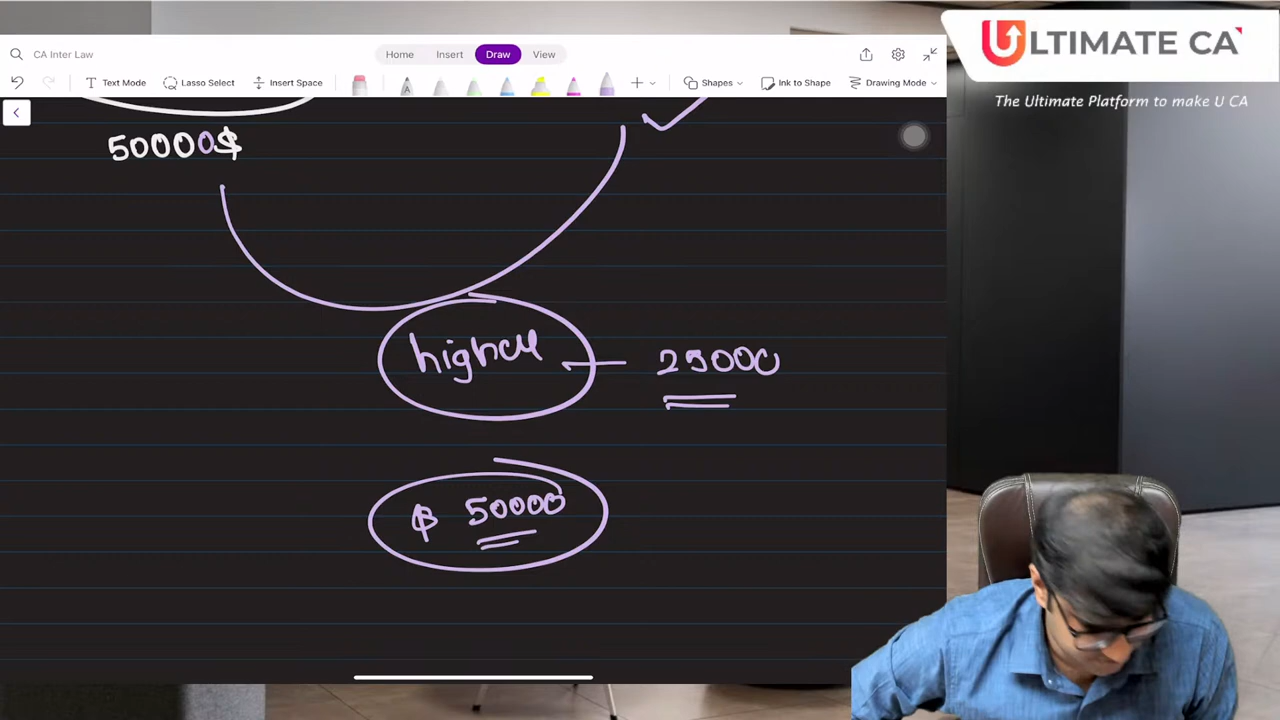 ULTIMATE CA
The Ultimate Platform to make U CA
CA Inter Law
Home Insert Draw View
Text Mode Lasso Select Insert Space Shapes Ink to Shape Drawing Mode
50000$
higher 25000
$ 50000